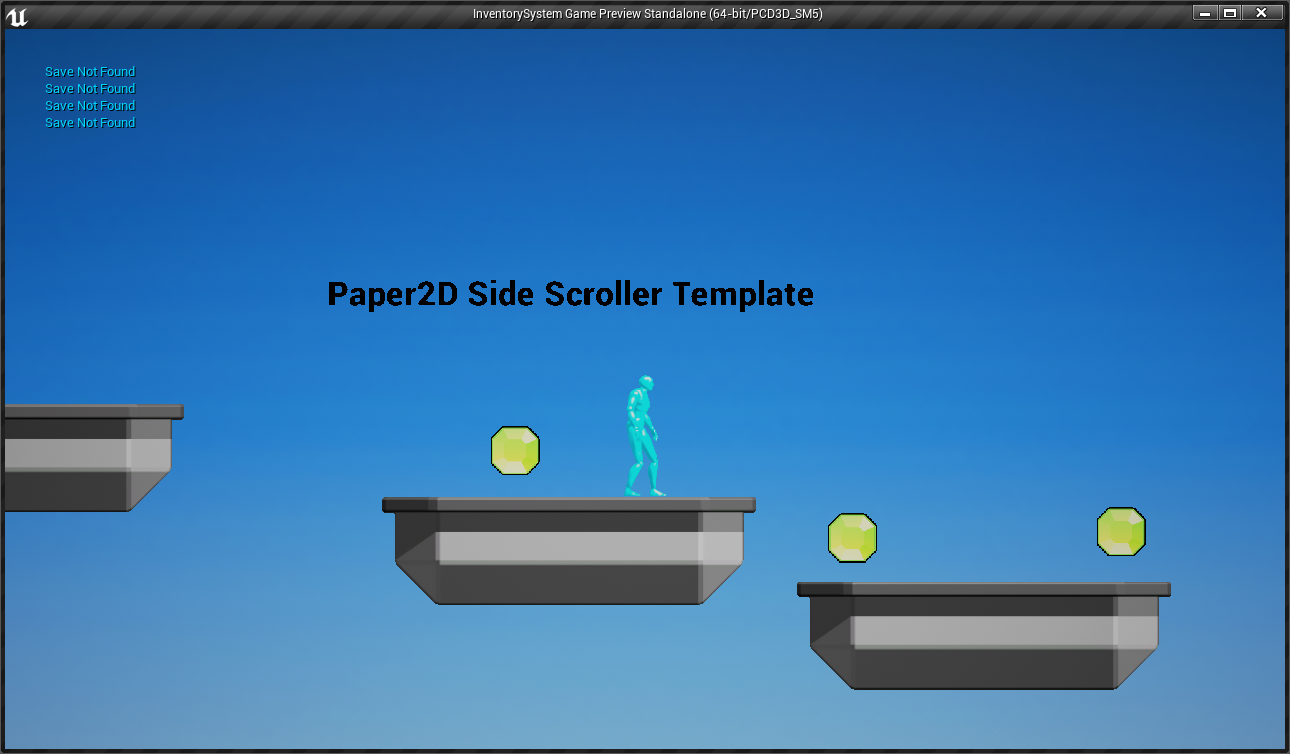 InventorySystem Game Preview Standalone (64-bit/PCD3D_SM5)
Save Not Found
Save Not Found
Save Not Found
Save Not Found
Paper2D Side Scroller Template